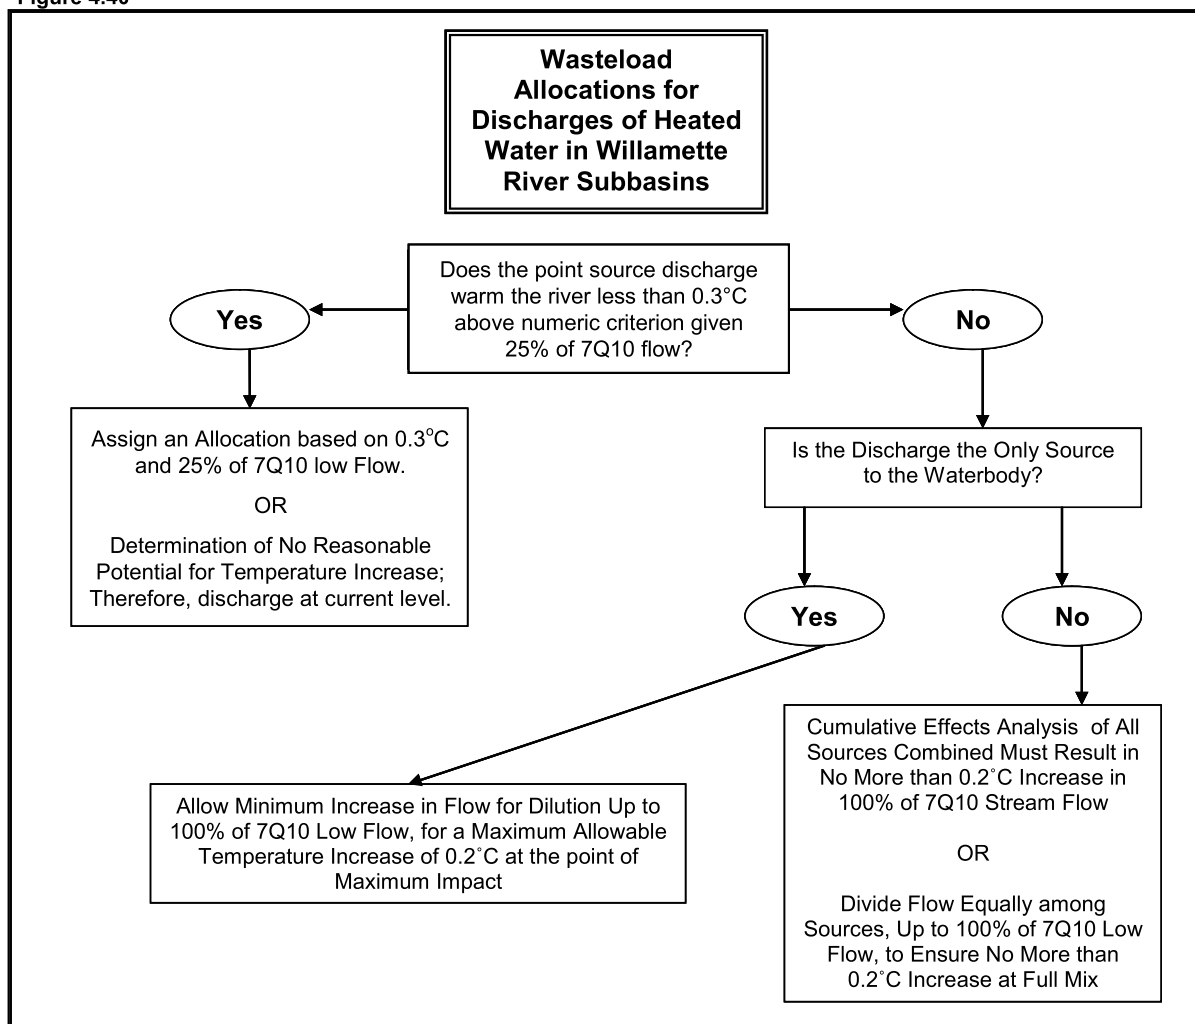 Figure 4.40
Wasteload
Allocations for
Discharges of Heated
Water in Willamette
River Subbasins
Does the point source discharge
warm the river less than 0.3°C
above numeric criterion given
25% of 7Q10 flow?
Yes
No
Assign an Allocation based on 0.3°C
and 25% of 7Q10 low Flow.
OR
Determination of No Reasonable
Potential for Temperature Increase;
Therefore, discharge at current level.
Is the Discharge the Only Source
to the Waterbody?
Yes
No
Allow Minimum Increase in Flow for Dilution Up to
100% of 7Q10 Low Flow, for a Maximum Allowable
Temperature Increase of 0.2˚C at the point of
Maximum Impact
Cumulative Effects Analysis of All
Sources Combined Must Result in
No More than 0.2˚C Increase in
100% of 7Q10 Stream Flow
OR
Divide Flow Equally among
Sources, Up to 100% of 7Q10 Low
Flow, to Ensure No More than
0.2˚C Increase at Full Mix